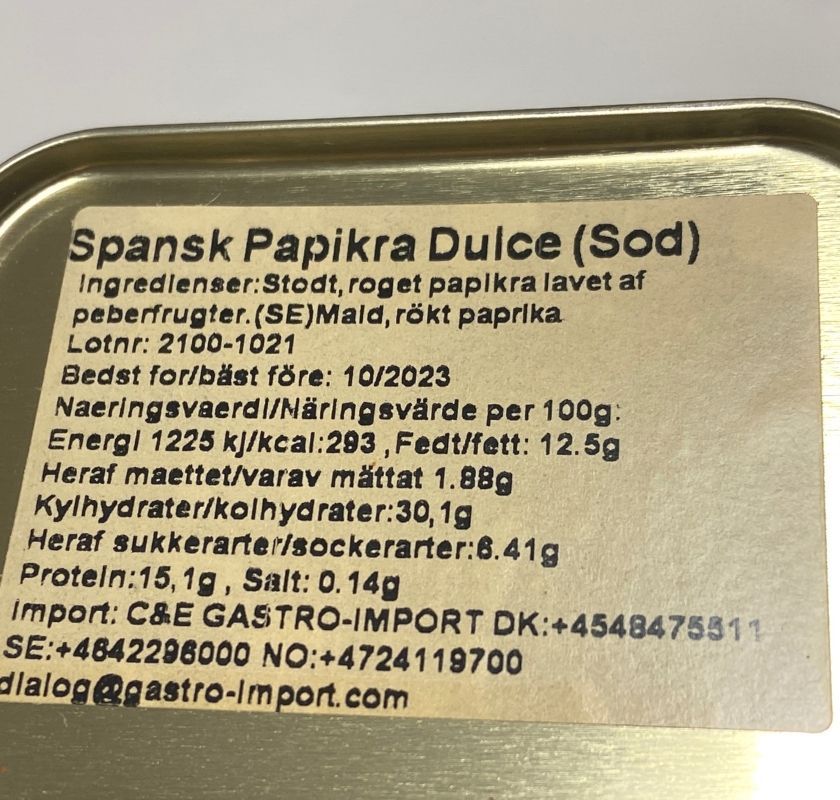 Spansk Papikra Dulce (Sod)
Ingredienser:Stodt, roget papikra lavet af
peberfrugter.(SE)Mald, rökt paprika
Lotnr: 2100-1021
Bedst for/bäst före: 10/2023
Naeringsvaerdi/Näringsvärde per 100g:
Energi 1225 kj/kcal:293 , Fedt/fett: 12.5g
Heraf maettet/varav mättat 1.88g
Kylhydrater/kolhydrater:30,1g
Heraf sukkerarter/sockerarter:6.41g
Protein:15,1g , Salt: 0.14g
Import: C&E GASTRO-IMPORT DK:+4548475511
SE:+4642296000 NO:+4724119700
dialog@gastro-import.com